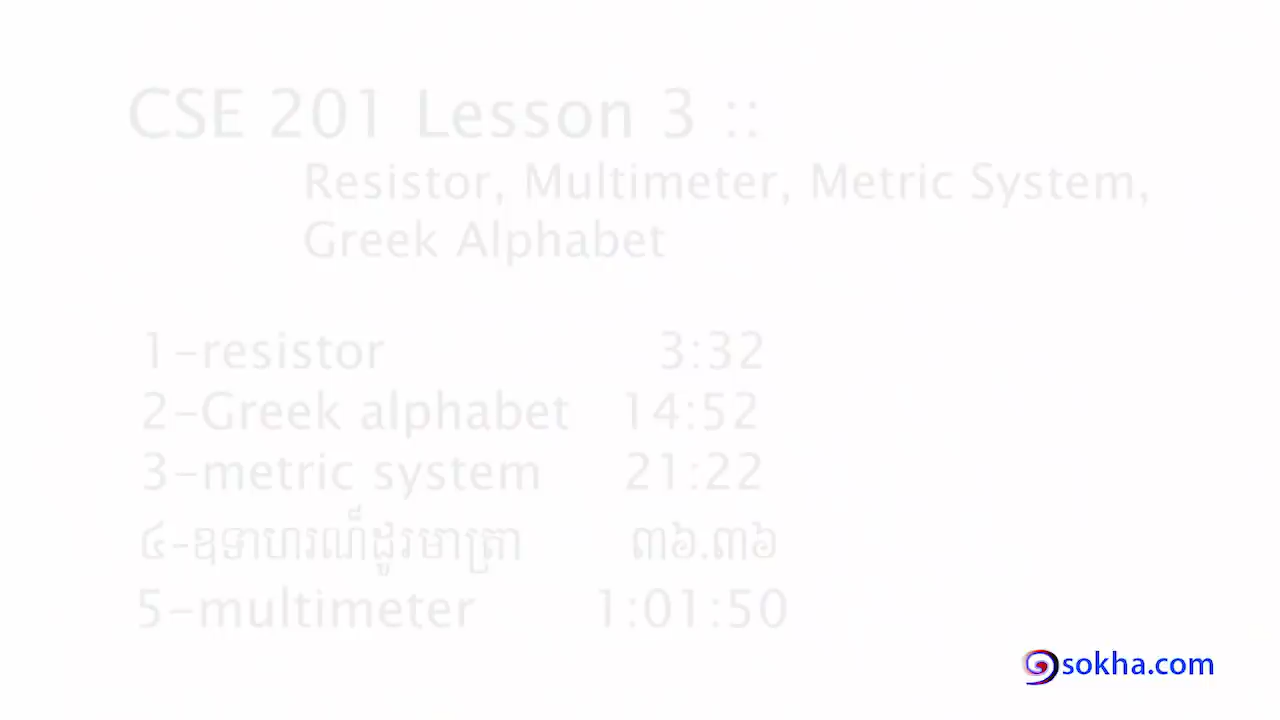 CSE 201 Lesson 3 ::
Resistor, Multimeter, Metric System,
Greek Alphabet
1-resistor 3:32
2-Greek alphabet 14:52
3-metric system 21:22
៤-ឧទាហរណ៏ដូរមាត្រា ៣៦.៣៦
5-multimeter 1:01:50
sokha.com